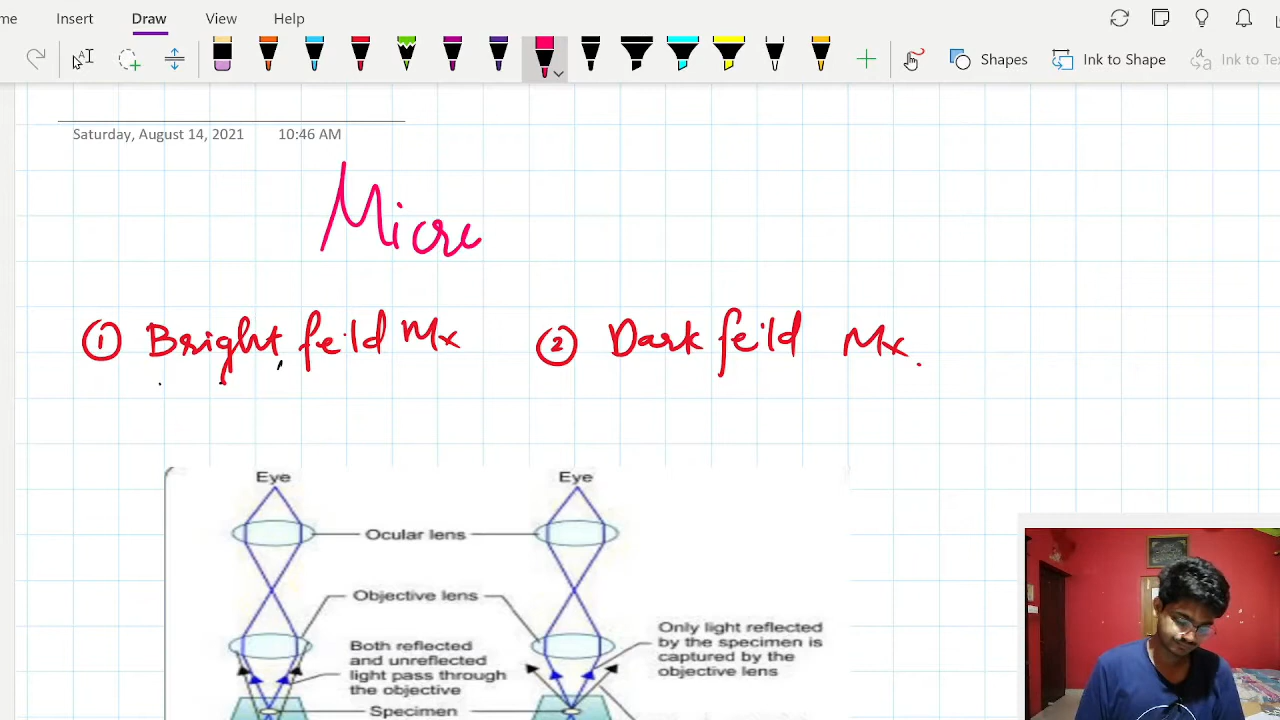 me Insert Draw View Help
Ink to Shape
Shapes
Ink to Te
Saturday, August 14, 2021 10:46 AM
Micro
① Bright feild Mx ② Dark feild Mx.
Eye Eye
Ocular lens
Objective lens
Both reflected
and unreflected
light pass through
the objective
Only light reflected
by the specimen is
captured by the
objective lens
Specimen